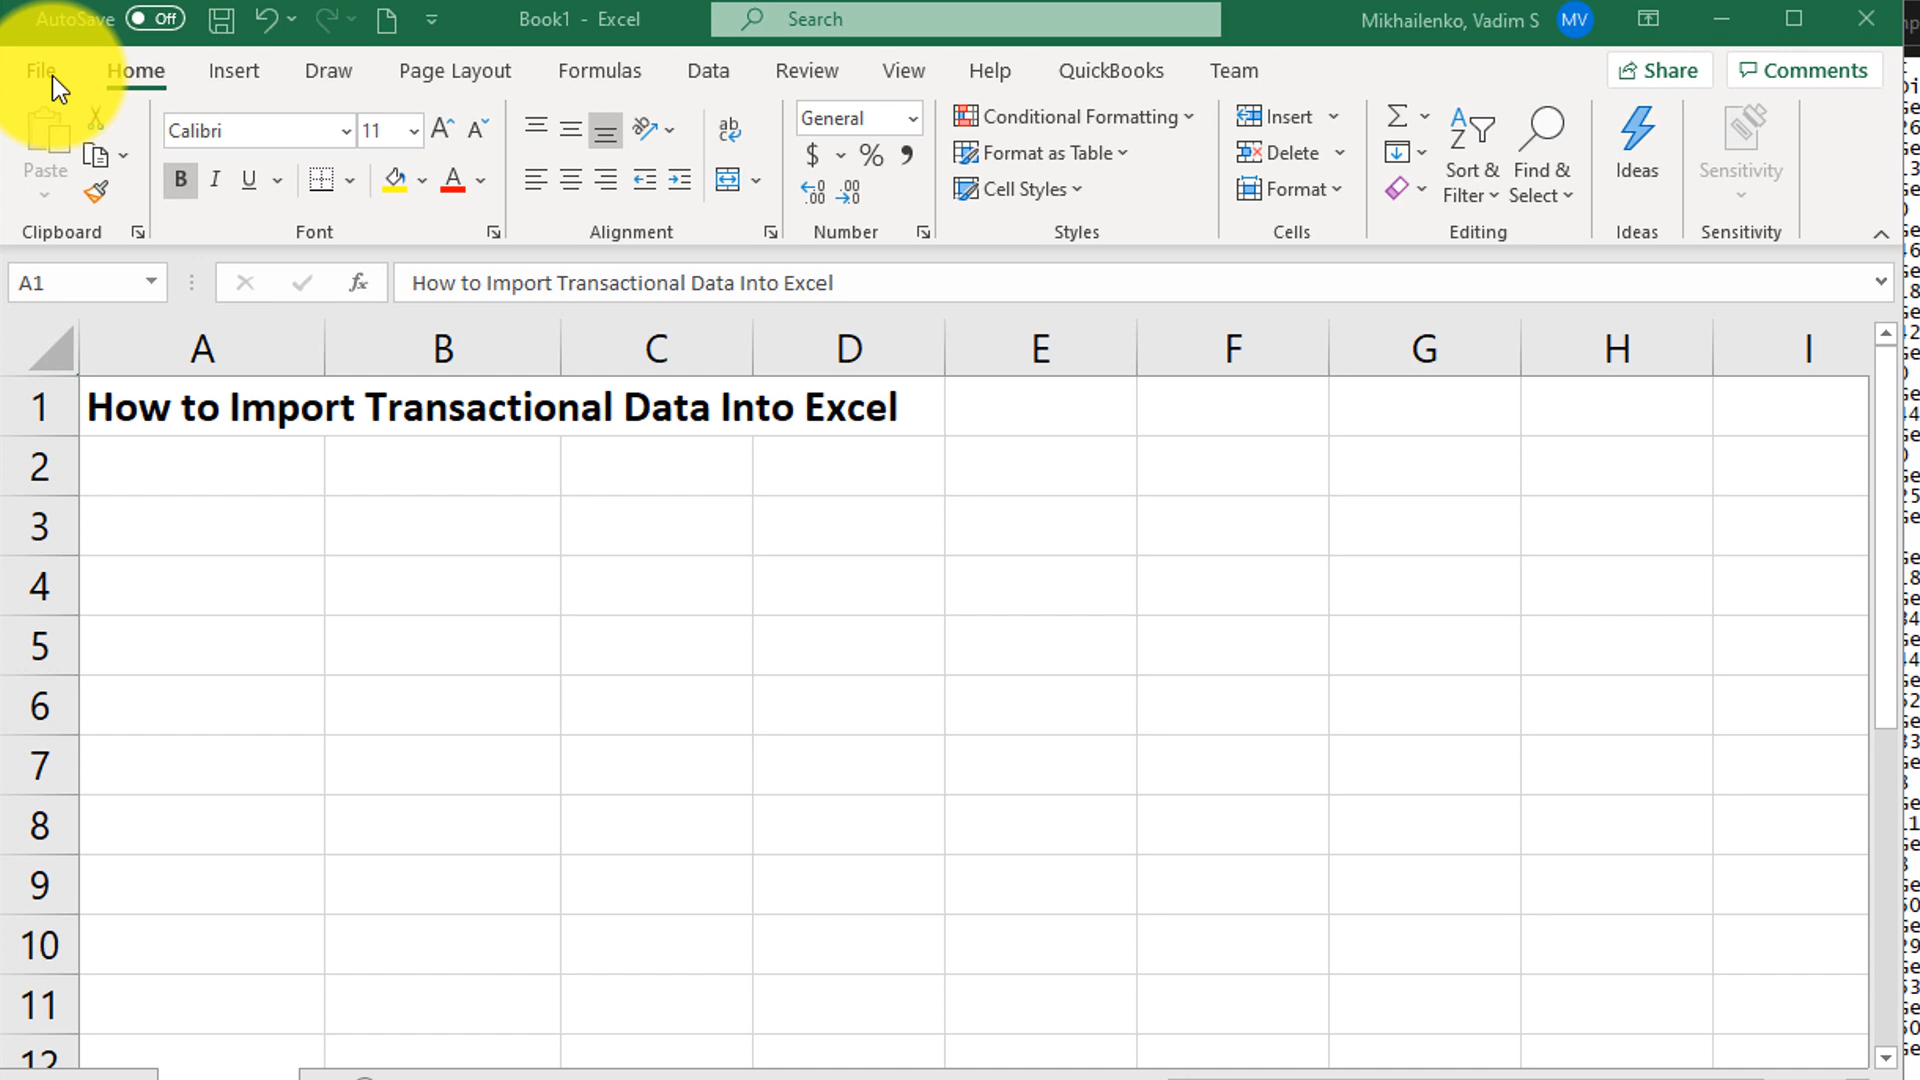 AutoSave Off Book1 - Excel Search Mikhailenko, Vadim S MV
File Home Insert Draw Page Layout Formulas Data Review View Help QuickBooks Team Share Comments
Calibri 11 General Conditional Formatting Insert
$ % , Format as Table Delete
Paste B I U Cell Styles Format Sort & Filter Find & Select Ideas Sensitivity
Clipboard Font Alignment Number Styles Cells Editing Ideas Sensitivity
A1 fx How to Import Transactional Data Into Excel
A B C D E F G H I
1 How to Import Transactional Data Into Excel
2
3
4
5
6
7
8
9
10
11
12